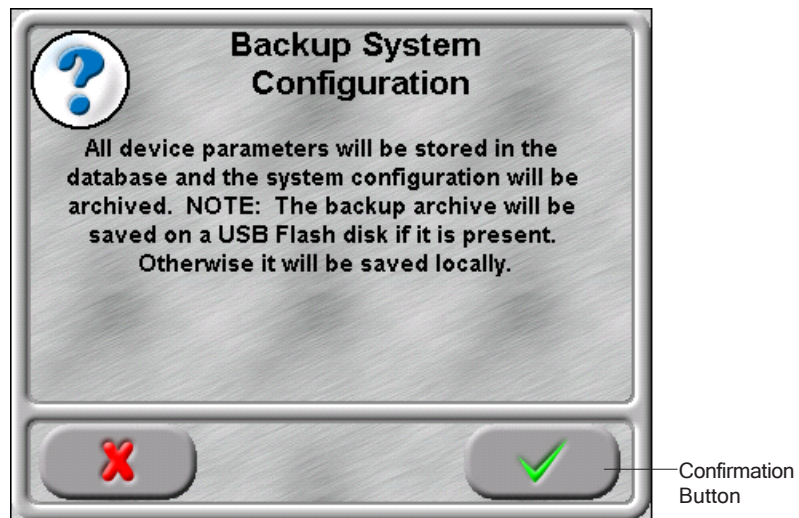 Backup System
Configuration
All device parameters will be stored in the
database and the system configuration will be
archived. NOTE: The backup archive will be
saved on a USB Flash disk if it is present.
Otherwise it will be saved locally.
Confirmation
Button